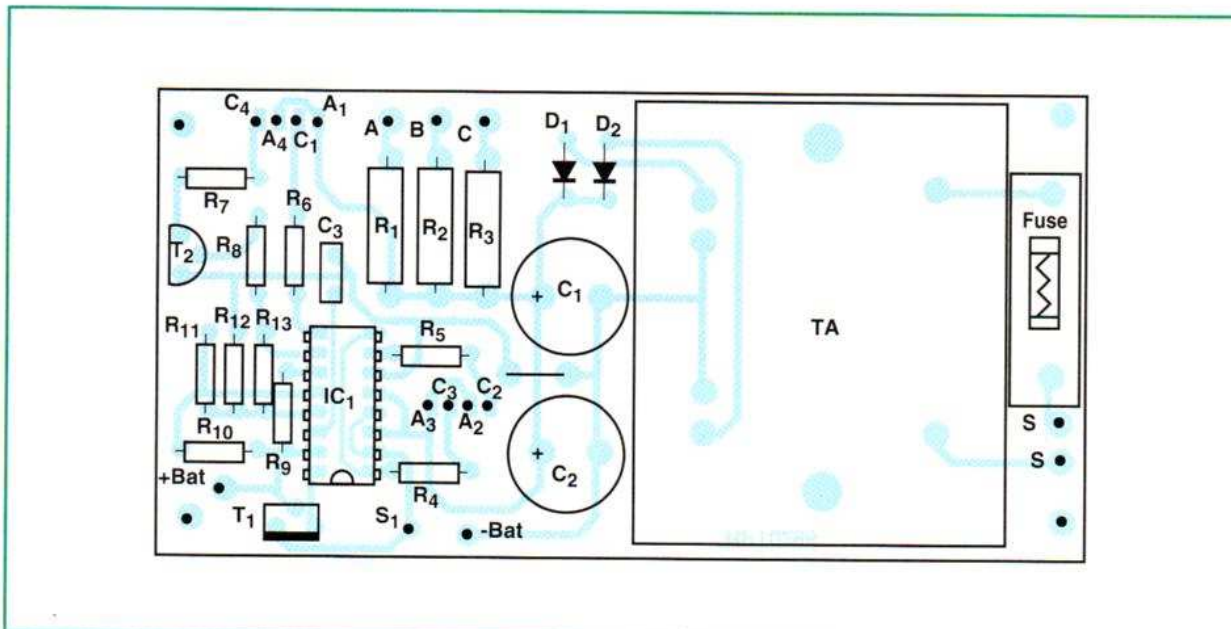 C4 A4 C1 A1 A B C D1 D2
R7 R6 C3 R1 R2 R3 Fuse
T2 R8 + C1 TA
R11 R12 R13 R5
IC1 C3 C2
A3 A2 S
R10 R9 R4 + C2 S
+Bat
T1 S1 -Bat